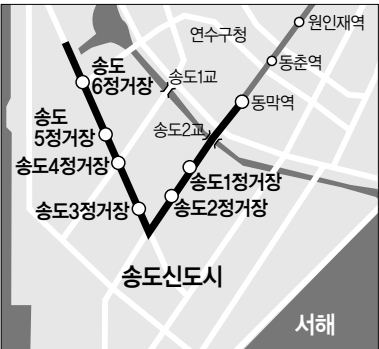 원인재역
연수구청
동춘역
송도
6정거장
송도1교
동막역
송도
5정거장
송도2교
송도4정거장
송도1정거장
송도3정거장
송도2정거장
송도신도시
서해